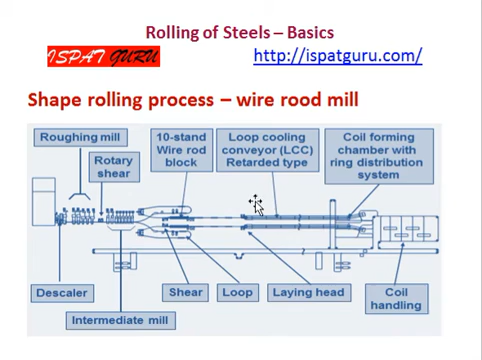 Rolling of Steels – Basics
ISPAT GURU
http://ispatguru.com/
Shape rolling process – wire rood mill
Roughing mill
10-stand
Wire rod
block
Loop cooling
conveyor (LCC)
Retarded type
Coil forming
chamber with
ring distribution
system
Rotary
shear
Descaler
Shear
Loop
Laying head
Coil
handling
Intermediate mill